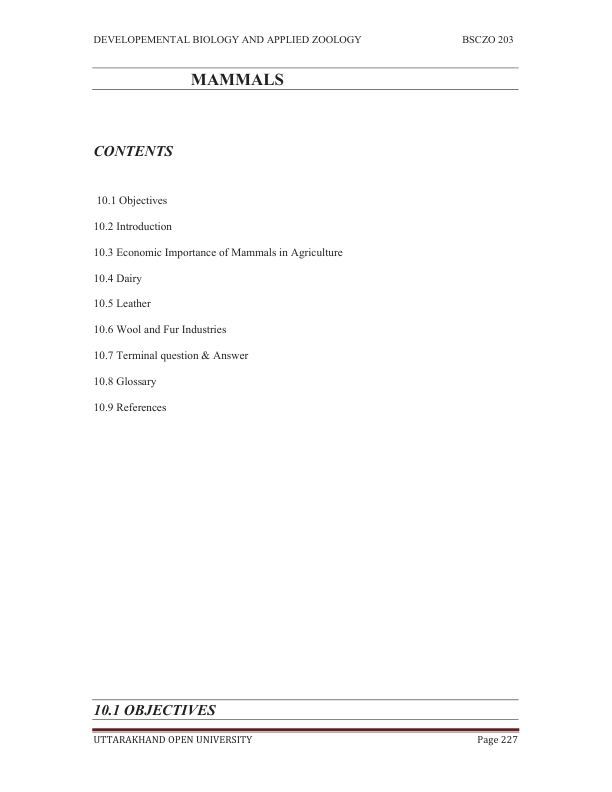 DEVELOPEMENTAL BIOLOGY AND APPLIED ZOOLOGY BSCZO 203
MAMMALS
CONTENTS
10.1 Objectives
10.2 Introduction
10.3 Economic Importance of Mammals in Agriculture
10.4 Dairy
10.5 Leather
10.6 Wool and Fur Industries
10.7 Terminal question & Answer
10.8 Glossary
10.9 References
10.1 OBJECTIVES
UTTARAKHAND OPEN UNIVERSITY Page 227